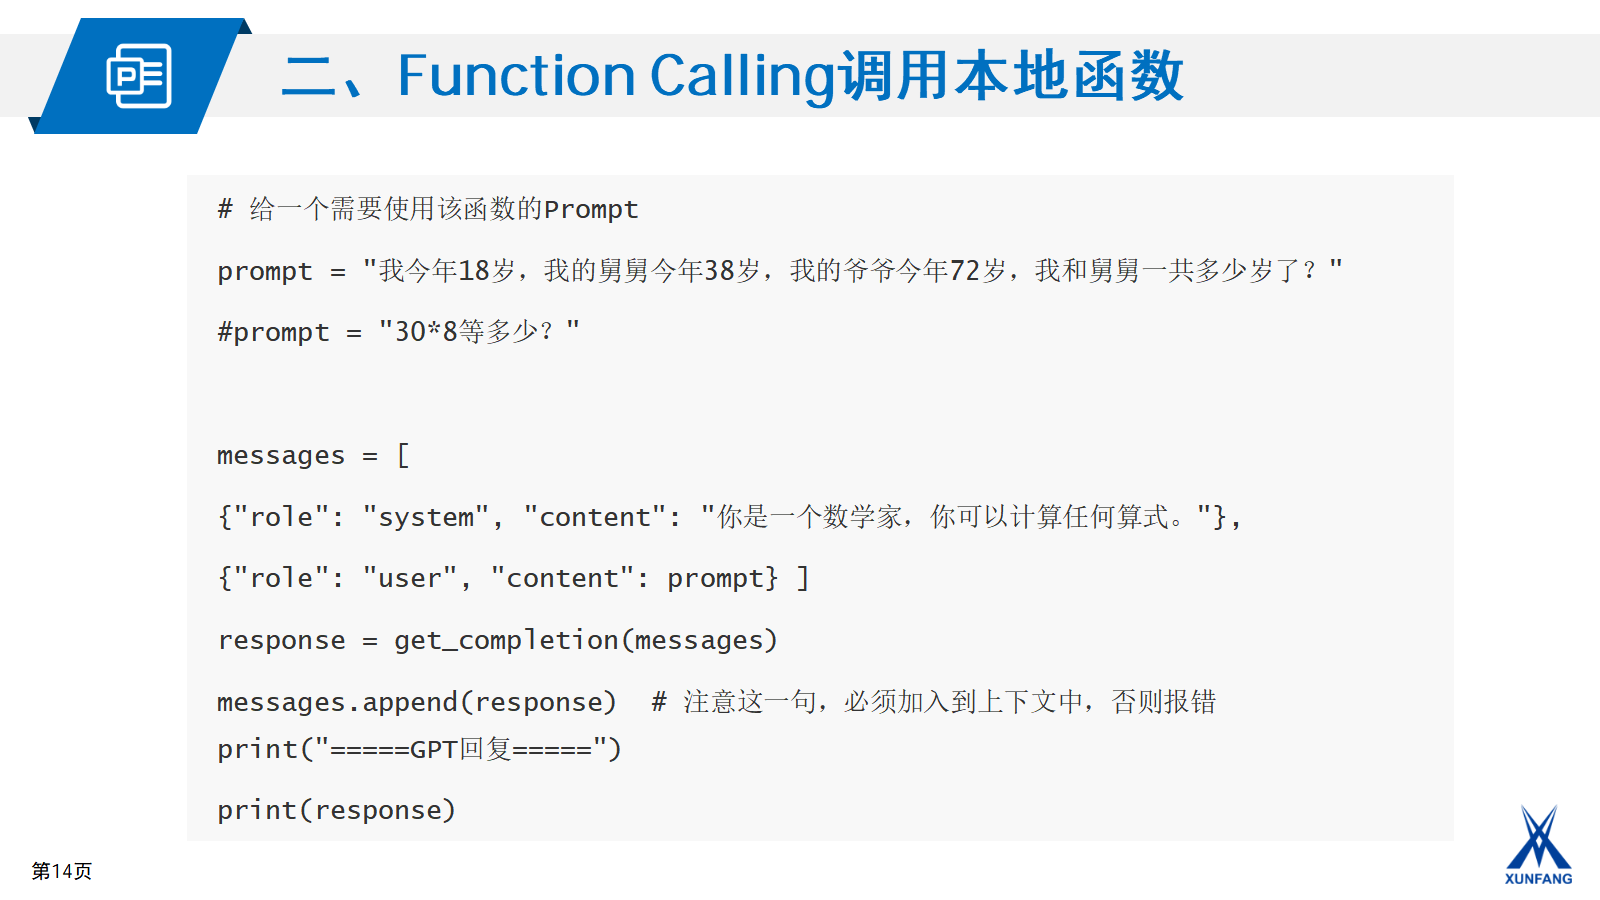 二、Function Calling调用本地函数
# 给一个需要使用该函数的Prompt
prompt = "我今年18岁，我的舅舅今年38岁，我的爷爷今年72岁，我和舅舅一共多少岁了？"
#prompt = "30*8等多少？"
messages = [
{"role": "system", "content": "你是一个数学家，你可以计算任何算式。"},
{"role": "user", "content": prompt} ]
response = get_completion(messages)
messages.append(response)  # 注意这一句，必须加入到上下文中，否则报错
print("=====GPT回复=====")
print(response)
第14页
XUNFANG